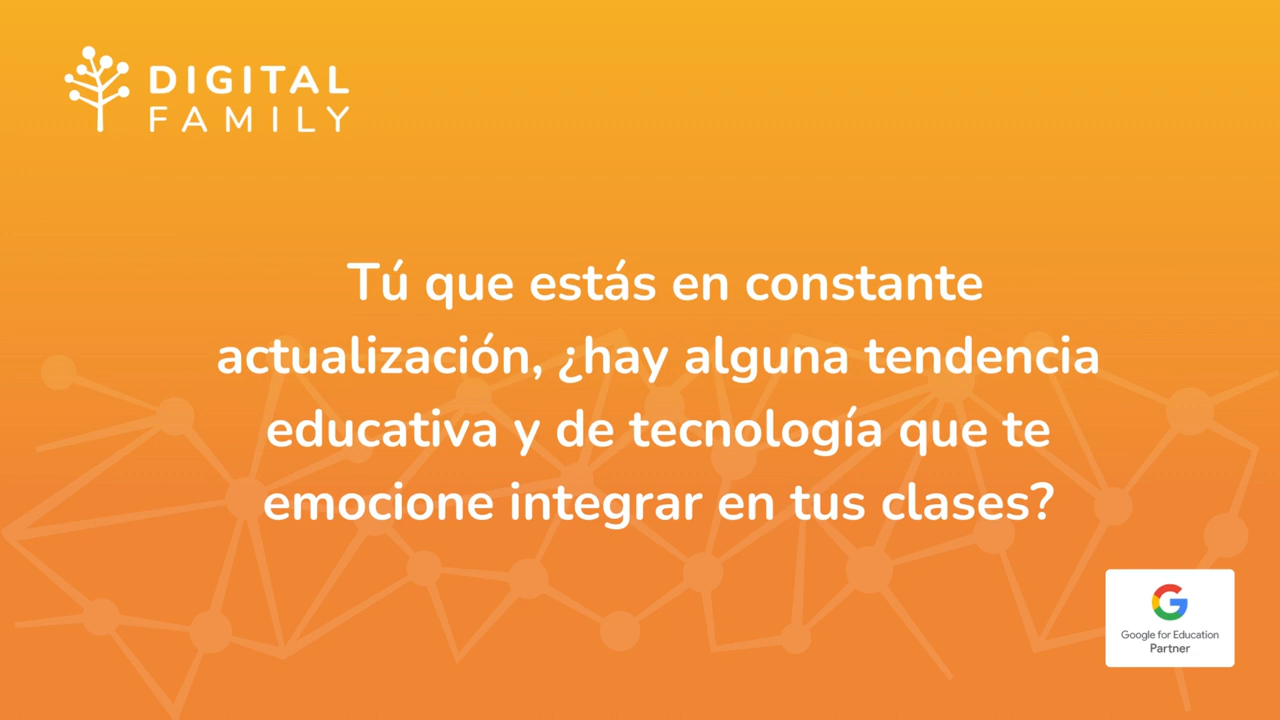 DIGITAL
FAMILY
Tú que estás en constante
actualización, ¿hay alguna tendencia
educativa y de tecnología que te
emocione integrar en tus clases?
Google for Education
Partner